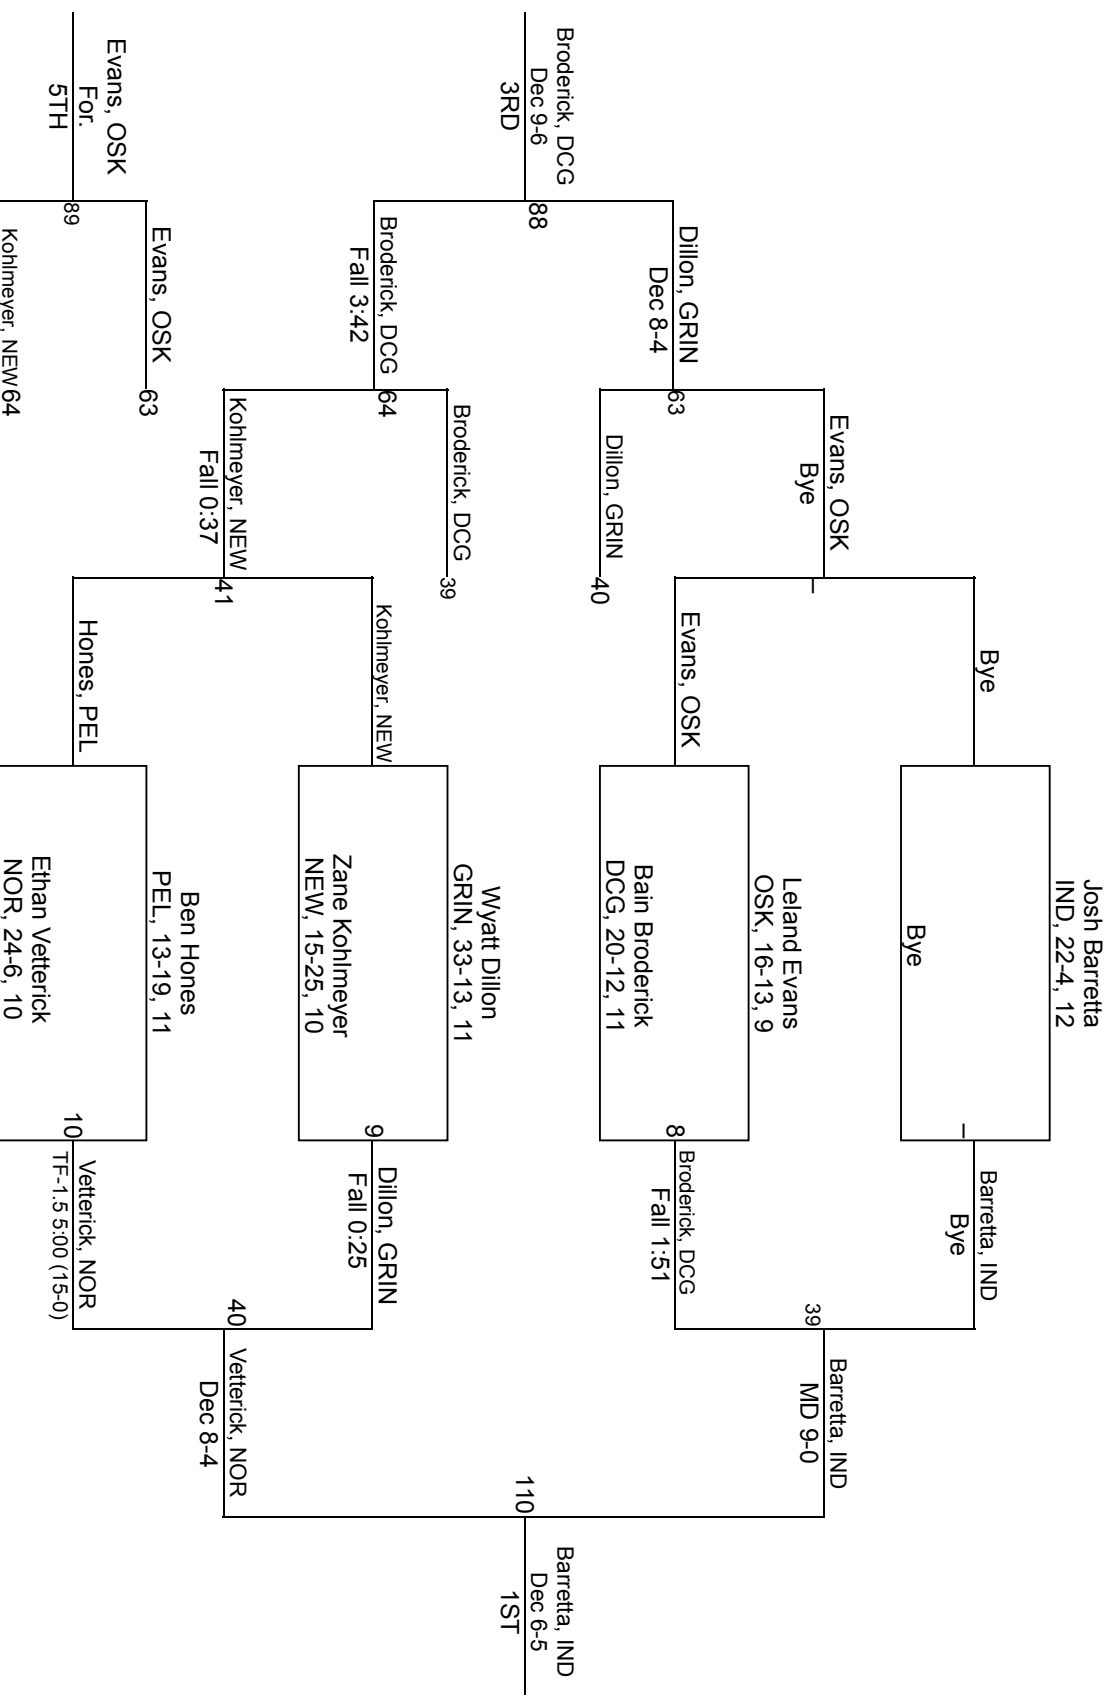 Josh Barretta
IND, 22-4, 12
Bye
Bye
Barretta, IND
Bye
Evans, OSK
Bye
Leland Evans
OSK, 16-13, 9
Barretta, IND
MD 9-0
39
Dillon, GRIN
Dec 8-4
63
Evans, OSK
Bain Broderick
DCG, 20-12, 11
8
Broderick, DCG
Fall 1:51
Dillon, GRIN
40
Broderick, DCG
Dec 9-6
3RD
88
110
Barretta, IND
Dec 6-5
1ST
Broderick, DCG
39
Wyatt Dillon
GRIN, 33-13, 11
Broderick, DCG
Fall 3:42
64
Kohlmeyer, NEW
Zane Kohlmeyer
NEW, 15-25, 10
9
Dillon, GRIN
Fall 0:25
Kohlmeyer, NEW
Fall 0:37
41
40
Vetterick, NOR
Dec 8-4
Evans, OSK
63
Ben Hones
PEL, 13-19, 11
Evans, OSK
For.
5TH
89
Hones, PEL
10
Vetterick, NOR
TF-1.5 5:00 (15-0)
Kohlmeyer, NEW
64
Ethan Vetterick
NOR, 24-6, 10